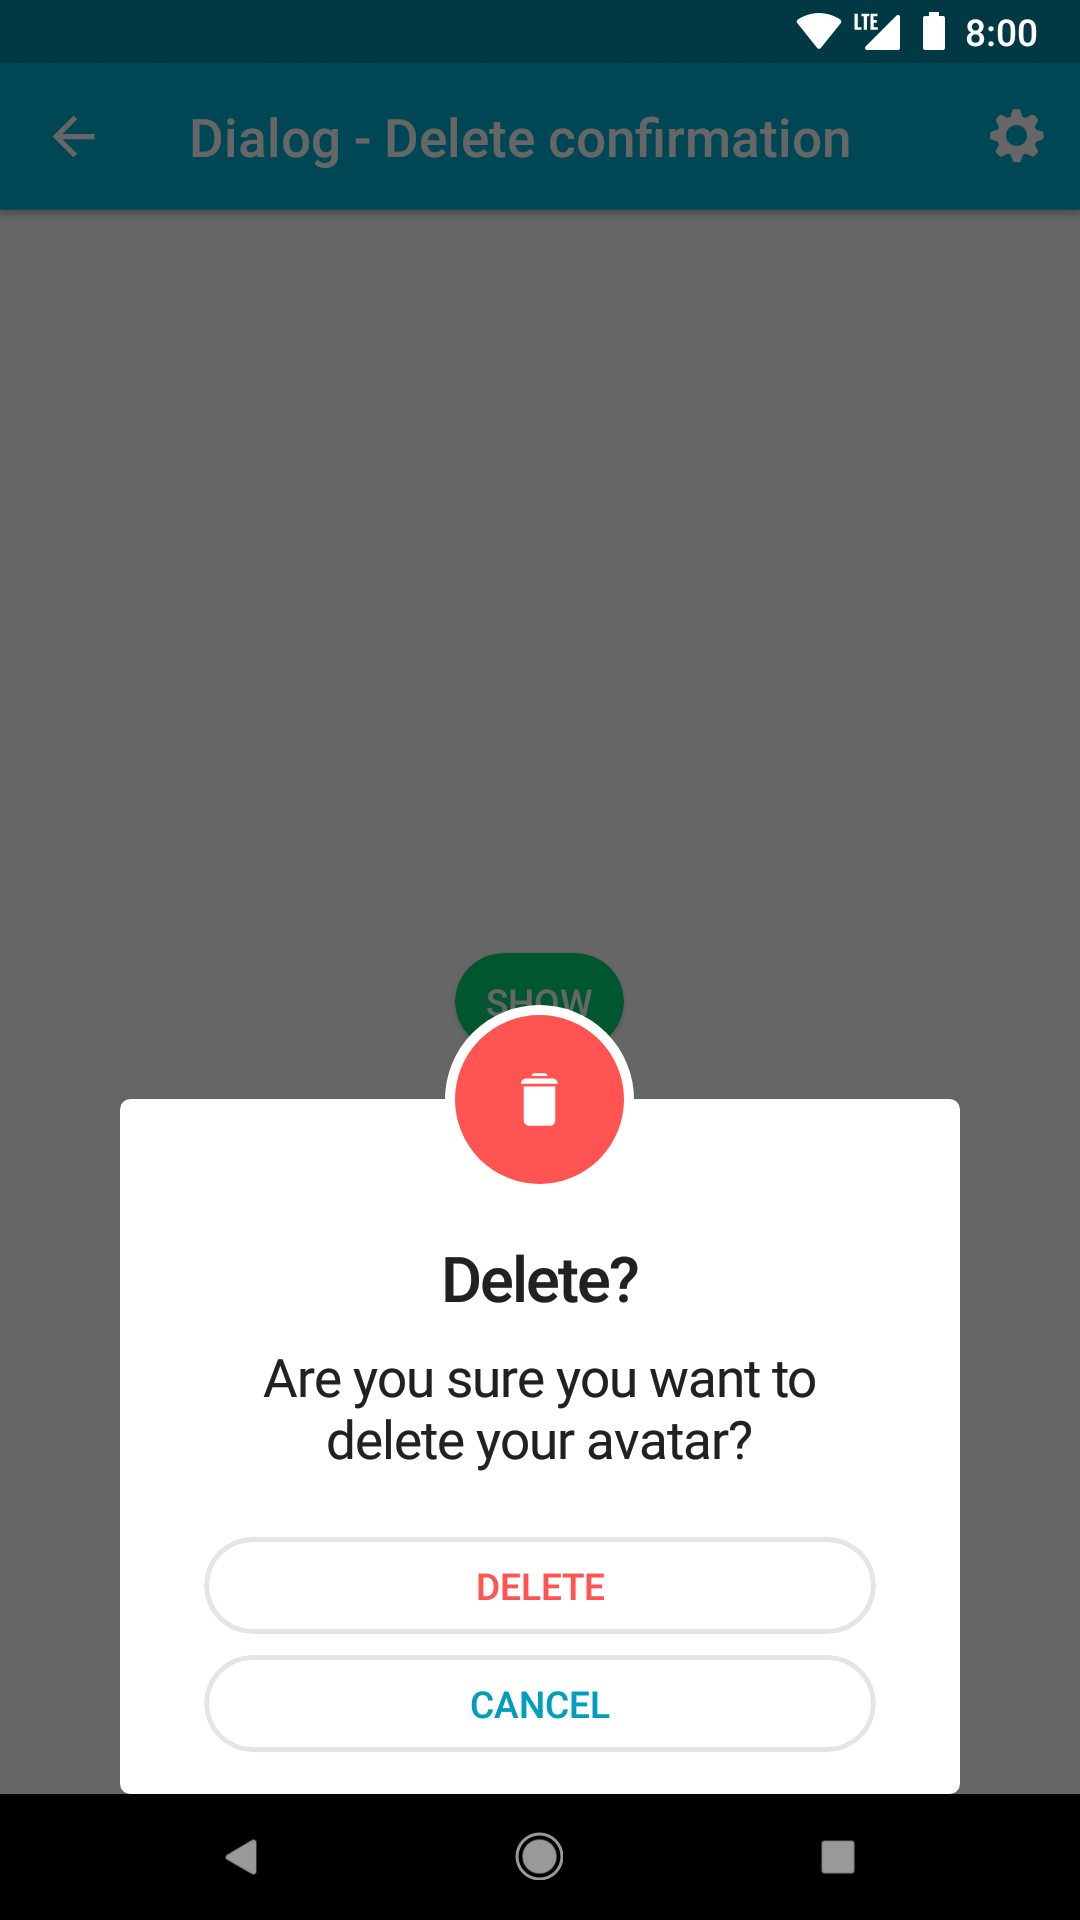 LTE 8:00
Dialog - Delete confirmation
SHOW
Delete?
Are you sure you want to
delete your avatar?
DELETE
CANCEL